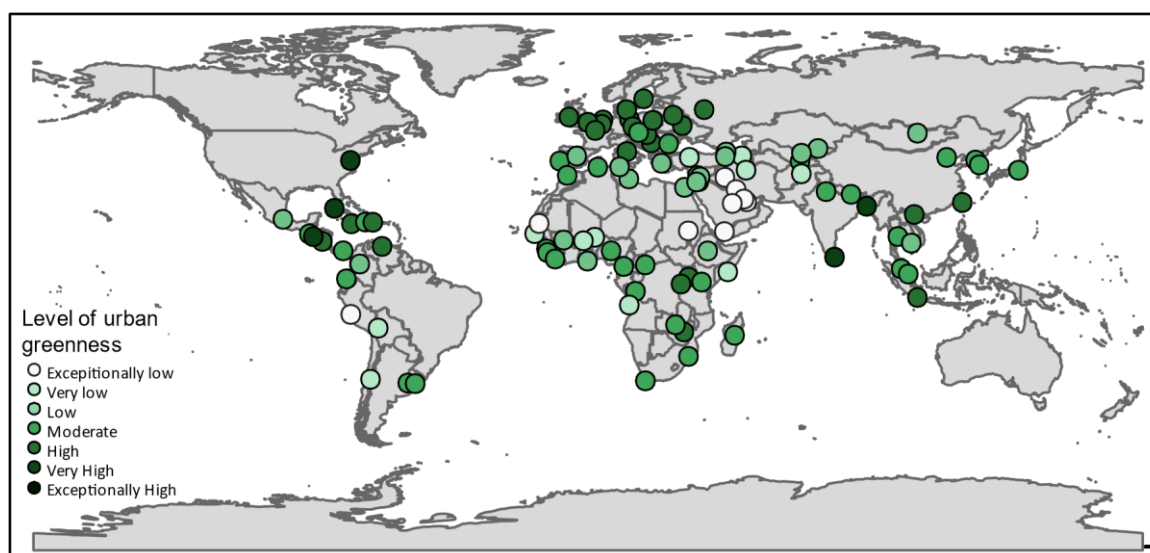 Level of urban
greenness
Exceptionally low
Very low
Low
Moderate
High
Very High
Exceptionally High